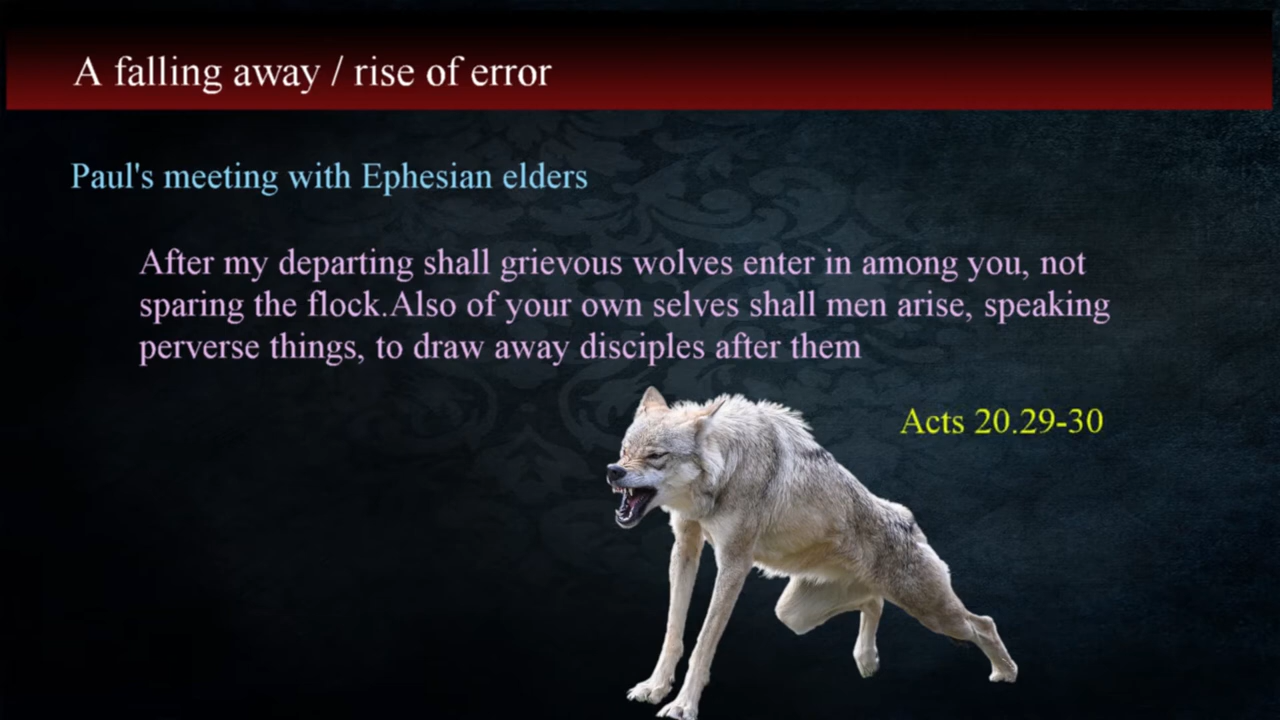 A falling away / rise of error
Paul's meeting with Ephesian elders
After my departing shall grievous wolves enter in among you, not
sparing the flock.Also of your own selves shall men arise, speaking
perverse things, to draw away disciples after them
Acts 20.29-30